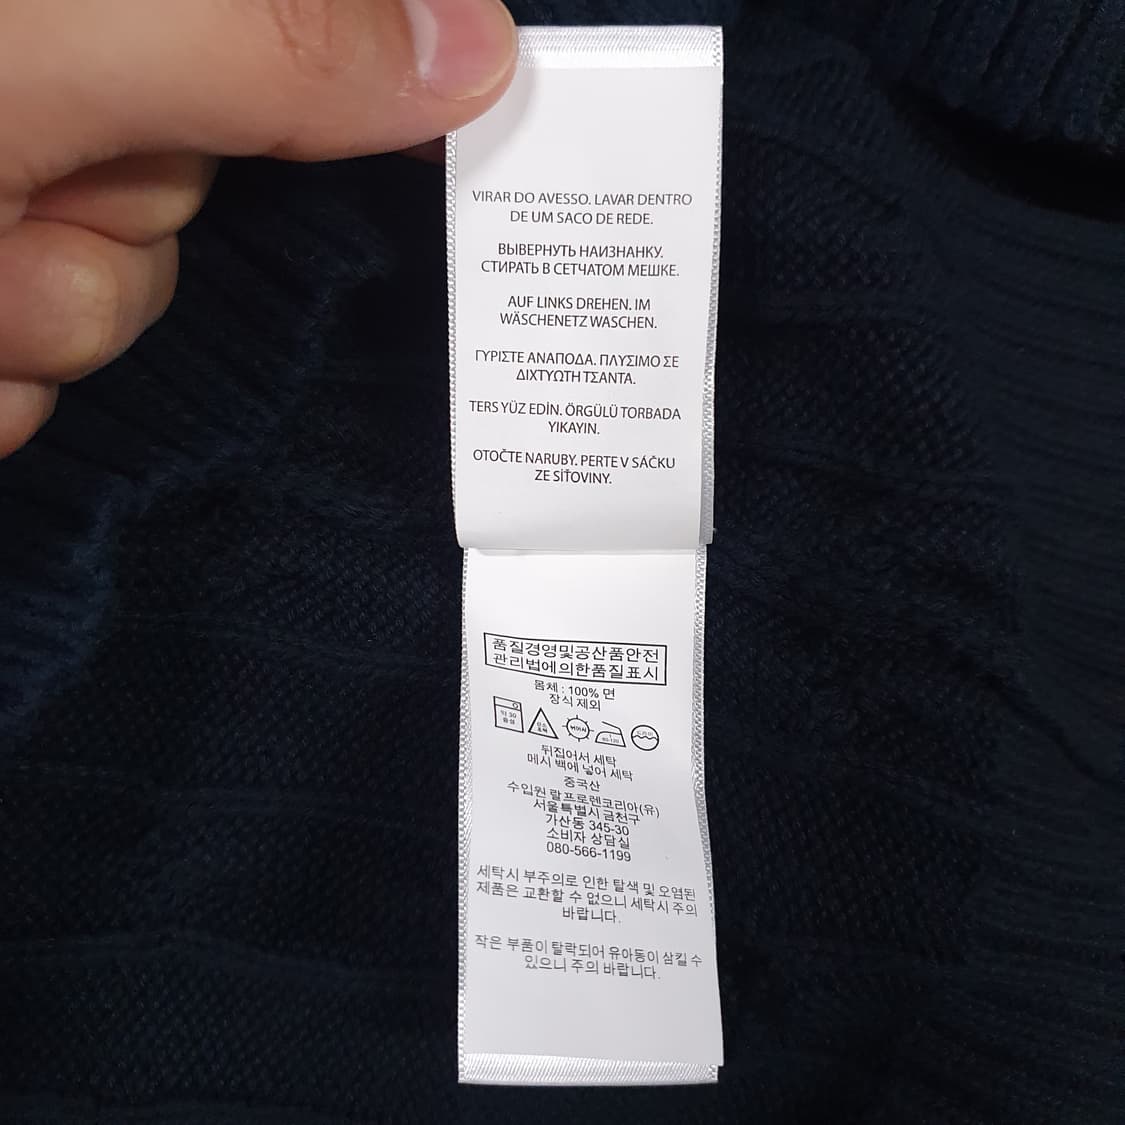 VIRAR DO AVESSO. LAVAR DENTRO
DE UM SACO DE REDE.
ВЫВЕРНУТЬ НАИЗНАНКУ.
СТИРАТЬ В СЕТЧАТОМ МЕШКЕ.
AUF LINKS DREHEN. IM
WÄSCHENETZ WASCHEN.
ΓΥΡΙΣΤΕ ΑΝΑΠΟΔΑ. ΠΛΥΣΙΜΟ ΣΕ
ΔΙΧΤΥΩΤΗ ΤΣΑΝΤΑ.
TERS YÜZ EDİN. ÖRGÜLÜ TORBADA
YIKAYIN.
OTOČTE NARUBY. PERTE V SÁČKU
ZE SÍŤOVINY.
품질경영및공산품안전
관리법에의한품질표시
몸체 : 100% 면
장식 제외
약 30
중성
80-120
뒤집어서 세탁
메시 백에 넣어 세탁
중국산
수입원 랄프로렌코리아(유)
서울특별시 금천구
가산동 345-30
소비자 상담실
080-566-1199
세탁시 부주의로 인한 탈색 및 오염된
제품은 교환할 수 없으니 세탁시 주의
바랍니다.
작은 부품이 탈락되어 유아동이 삼킬 수
있으니 주의 바랍니다.